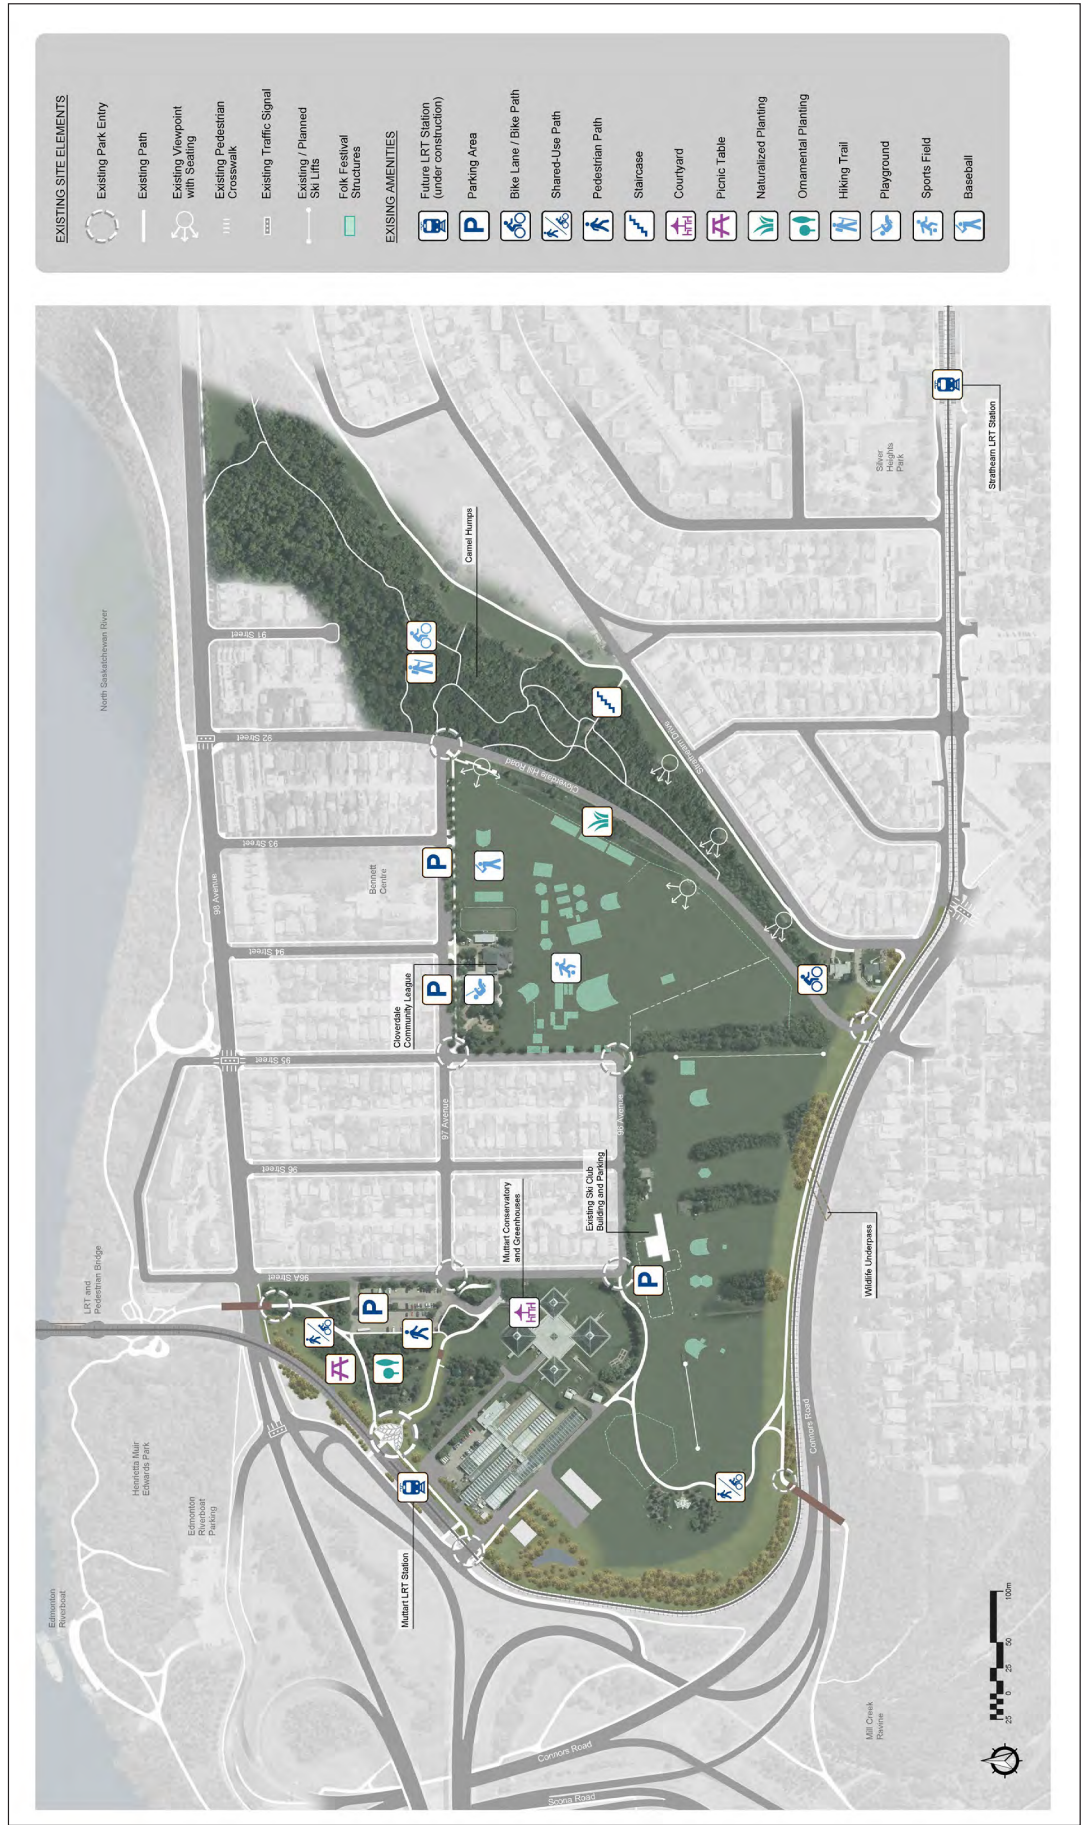 EXISTING SITE ELEMENTS
Existing Park Entry
Existing Path
Existing Viewpoint
with Seating
Existing Pedestrian
Crosswalk
Existing Traffic Signal
Existing / Planned
Ski Lifts
Folk Festival
Structures
EXISING AMENITIES
Future LRT Station
(under construction)
P
Parking Area
Bike Lane / Bike Path
Shared-Use Path
Pedestrian Path
Staircase
Courtyard
Picnic Table
Naturalized Planting
Ornamental Planting
Hiking Trail
Playground
Sports Field
Baseball
Edmonton
Riverboat
Henrietta Muir
Edwards Park
Edmonton
Riverboat
Parking
LRT and
Pedestrian Bridge
North Saskatchewan River
98 Avenue
96A Street
96 Street
95 Street
94 Street
93 Street
92 Street
91 Street
Bennett
Centre
97 Avenue
96 Avenue
P
P
P
P
Cloverdale
Community League
Camel Humps
Cloverdale Hill Road
Strathearn Drive
Silver
Heights
Park
Strathearn LRT Station
Muttart Conservatory
and Greenhouses
Existing Ski Club
Building and Parking
Wildlife Underpass
Muttart LRT Station
Connors Road
Connors Road
Scona Road
Mill Creek
Ravine
25 0 25 50 100m